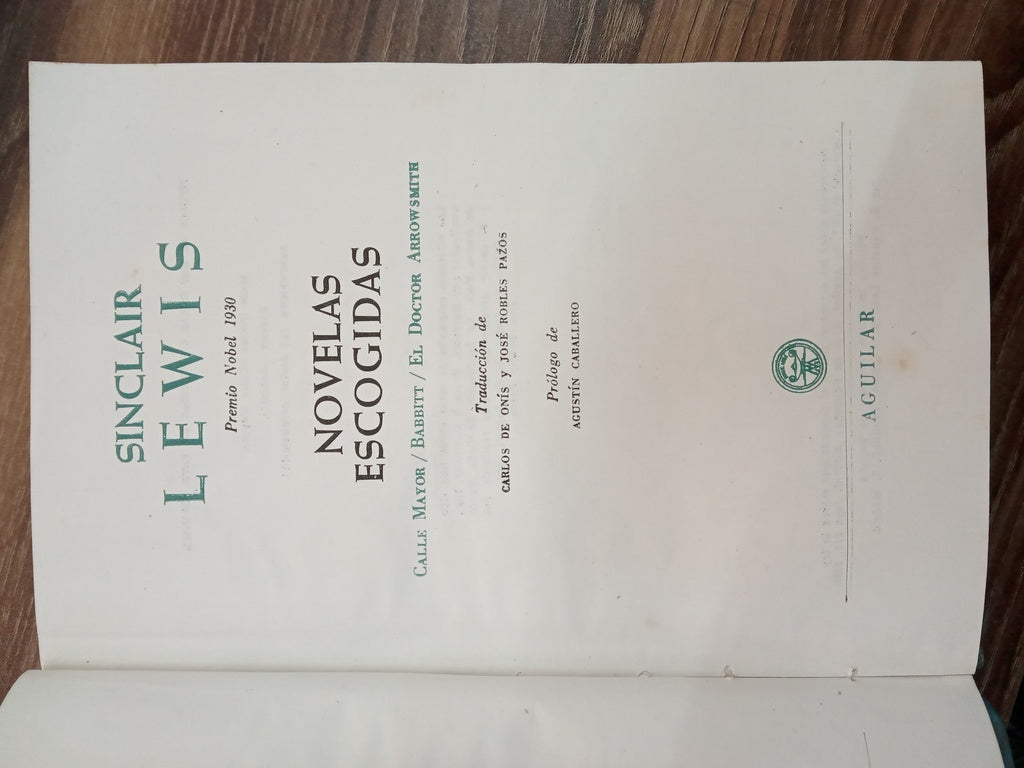 SINCLAIR
LEWIS
Premio Nobel 1930
NOVELAS
ESCOGIDAS
CALLE MAYOR / BABBITT / EL DOCTOR ARROWSMITH
Traducción de
CARLOS DE ONÍS Y JOSÉ ROBLES PAZOS
Prólogo de
AGUSTÍN CABALLERO
AGUILAR